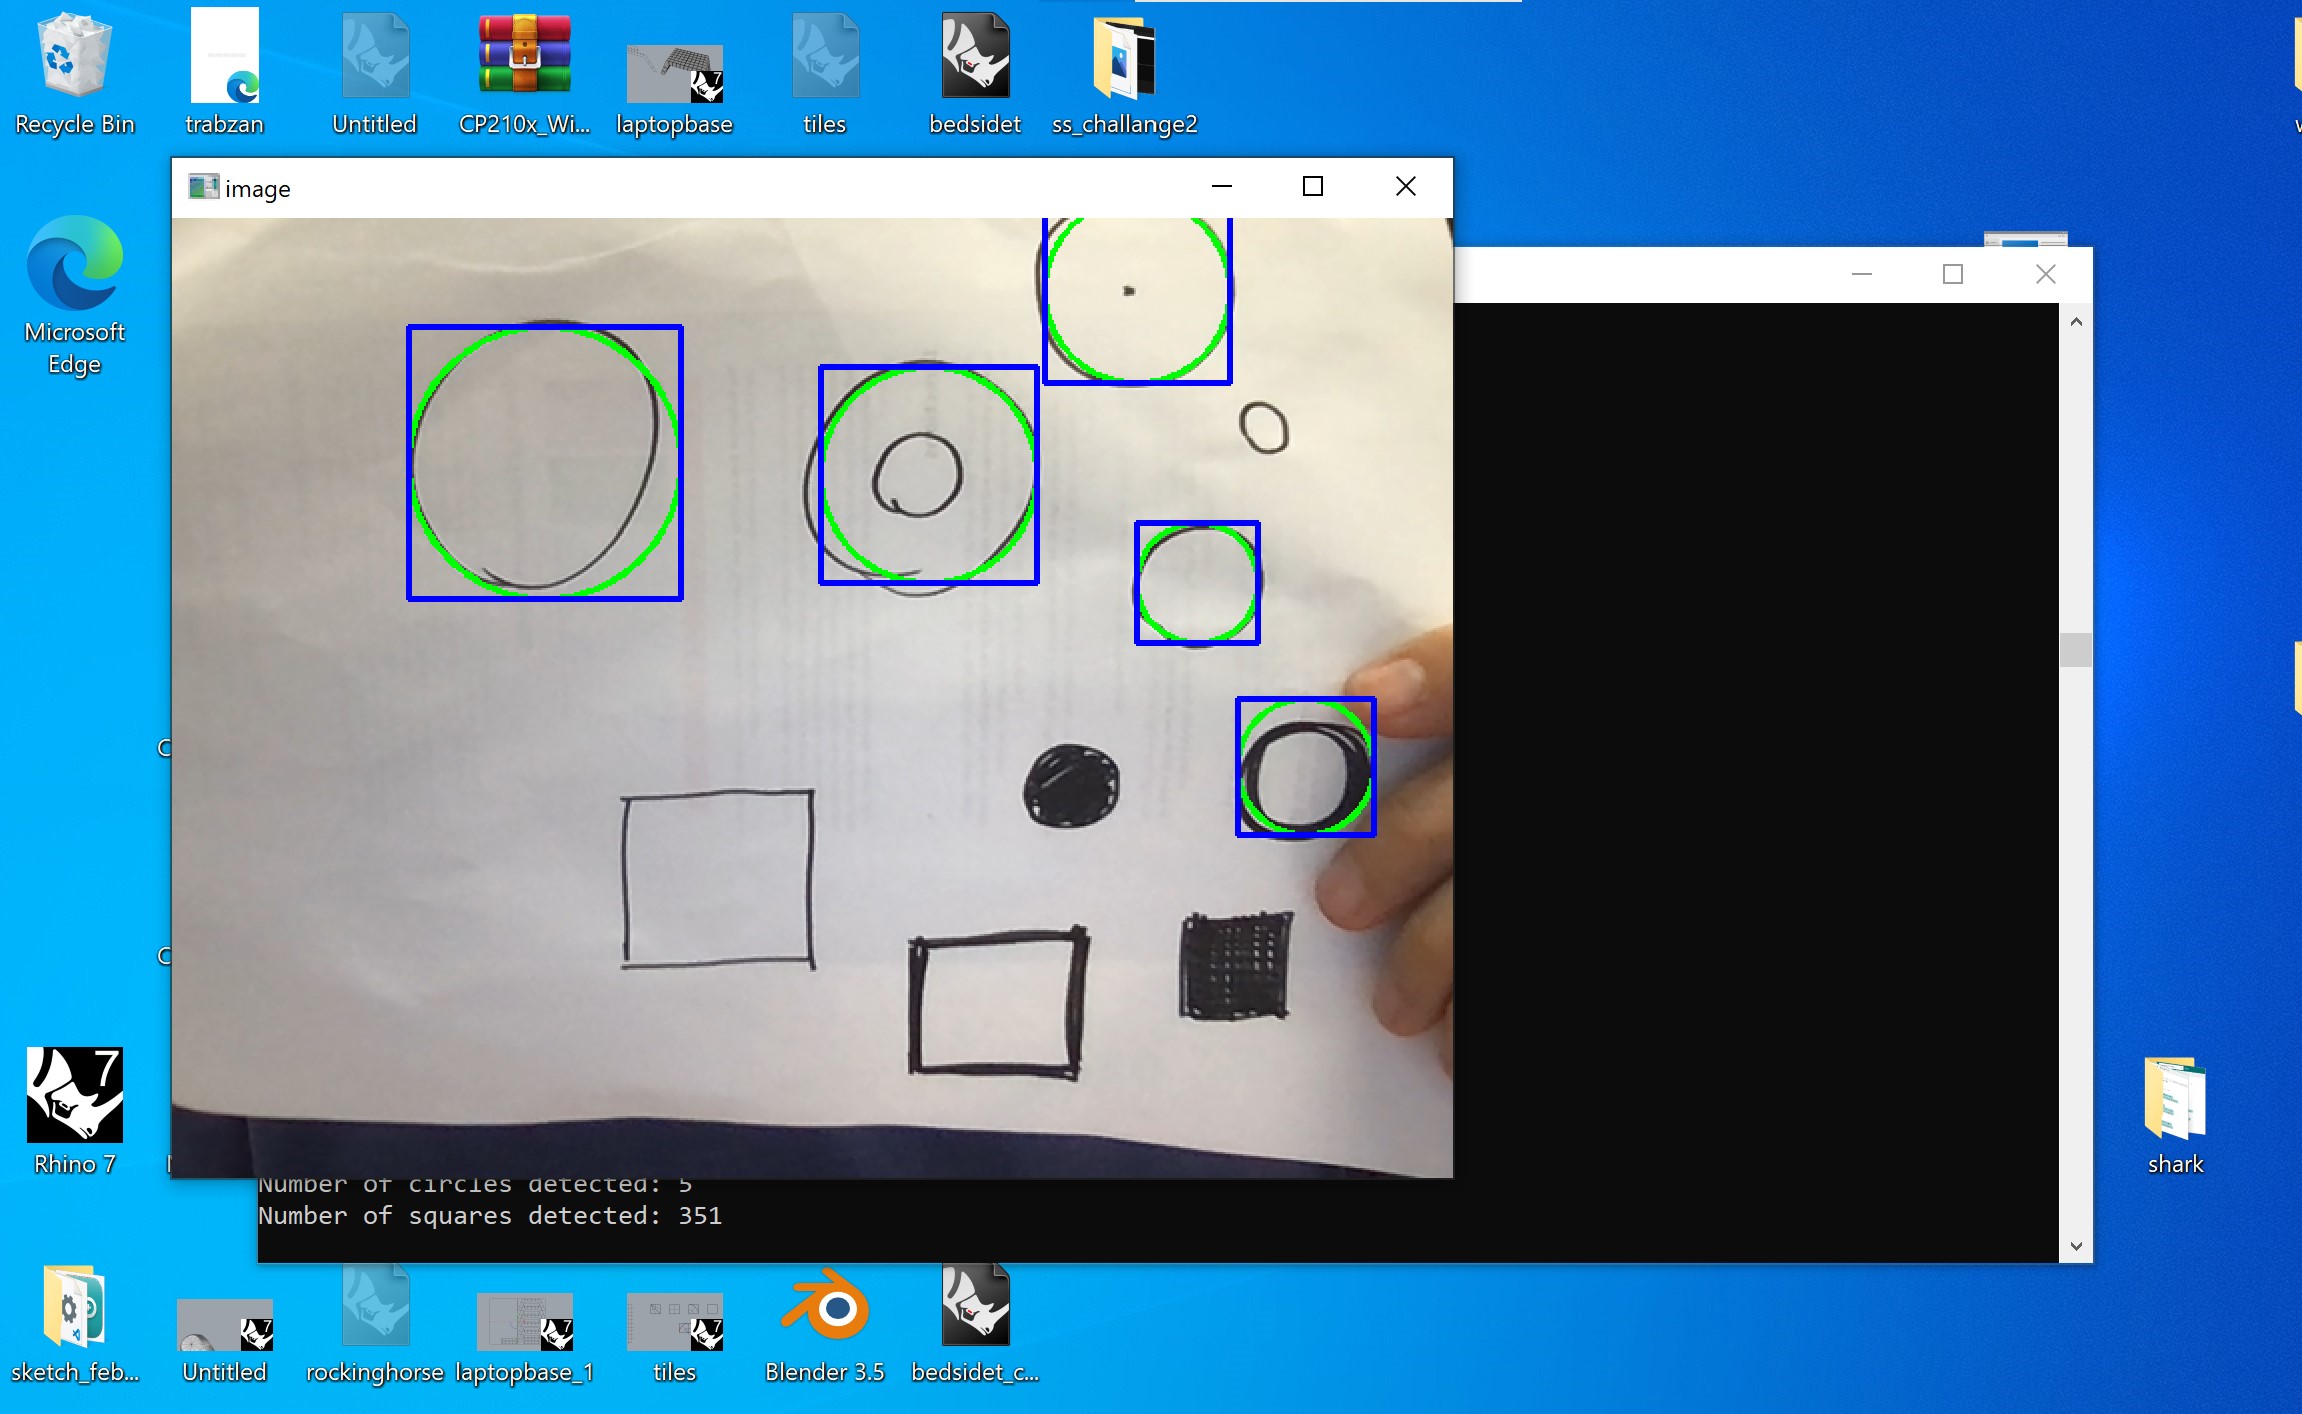 Recycle Bin
trabzan
Untitled
CP210x_Wi...
laptopbase
tiles
bedsidet
ss_challange2
image
Microsoft
Edge
Rhino 7
7
shark
Number of circles detected: 5
Number of squares detected: 351
sketch_feb...
Untitled
rockinghorse
laptopbase_1
tiles
Blender 3.5
bedsidet_c...